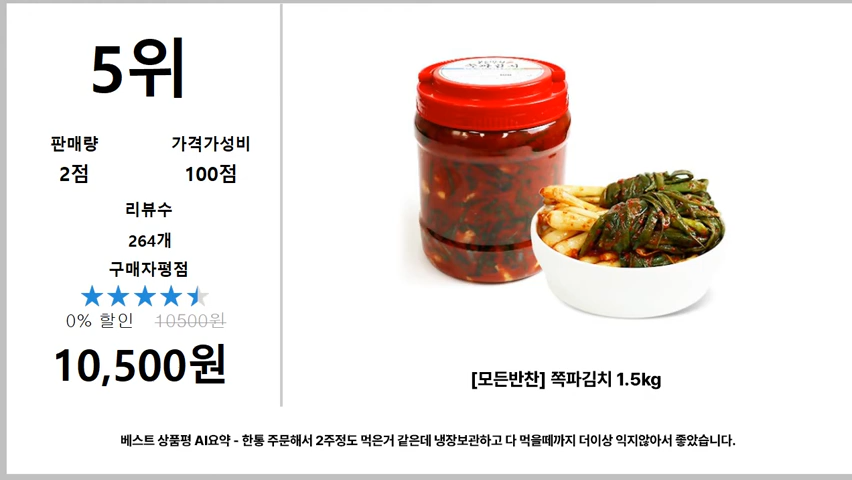 5위
판매량 가격가성비
2점 100점
리뷰수
264개
구매자평점
0% 할인 10500원
10,500원
쪽파김치
[모든반찬] 쪽파김치 1.5kg
베스트 상품평 AI요약 - 한통 주문해서 2주정도 먹은거 같은데 냉장보관하고 다 먹을떼까지 더이상 익지않아서 좋았습니다.